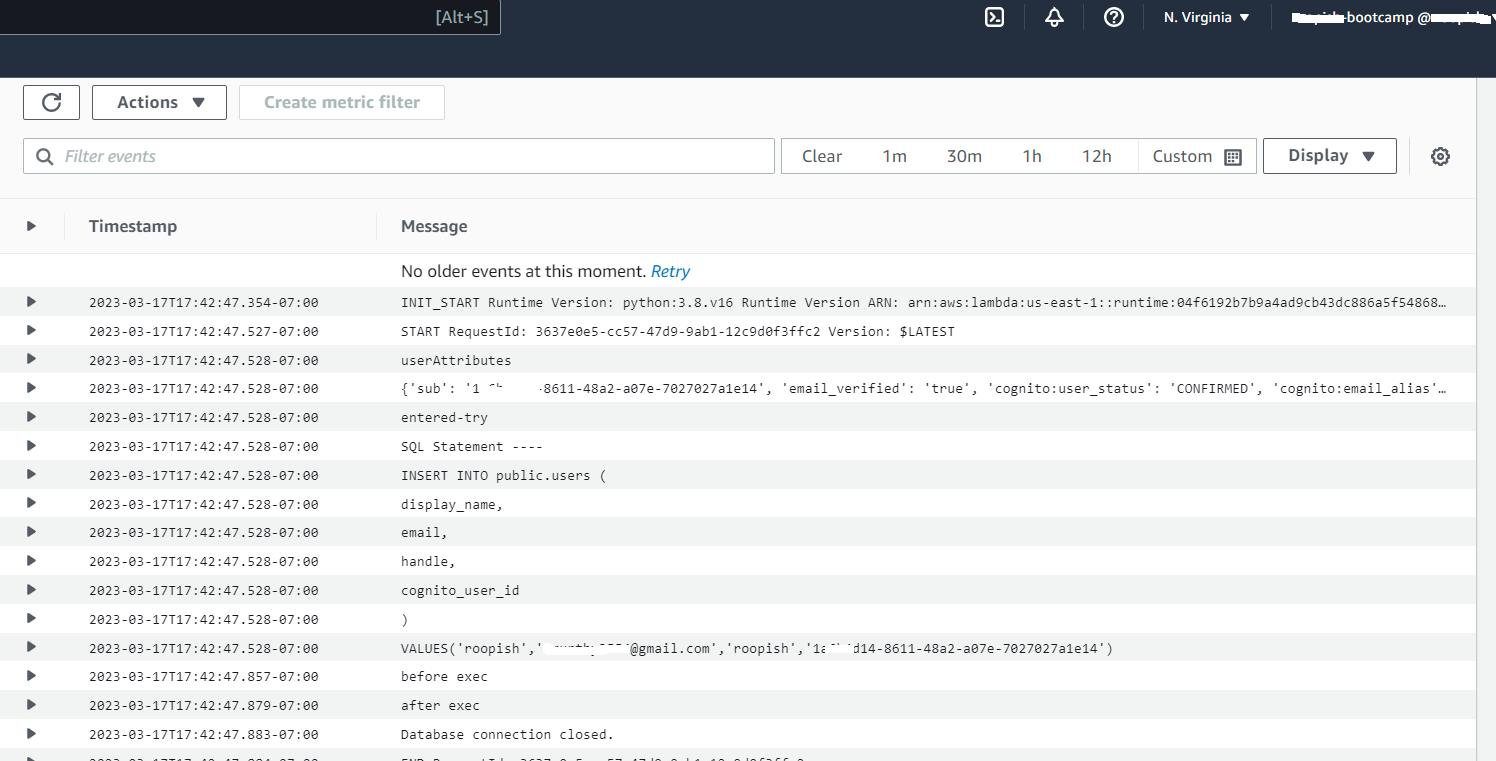 [Alt+S] N. Virginia -bootcamp @
Actions Create metric filter
Filter events Clear 1m 30m 1h 12h Custom Display
Timestamp Message
No older events at this moment. Retry
2023-03-17T17:42:47.354-07:00 INIT_START Runtime Version: python:3.8.v16 Runtime Version ARN: arn:aws:lambda:us-east-1::runtime:04f6192b7b9a4ad9cb43dc886a5f54868…
2023-03-17T17:42:47.527-07:00 START RequestId: 3637e0e5-cc57-47d9-9ab1-12c9d0f3ffc2 Version: $LATEST
2023-03-17T17:42:47.528-07:00 userAttributes
2023-03-17T17:42:47.528-07:00 {'sub': '1 -8611-48a2-a07e-7027027a1e14', 'email_verified': 'true', 'cognito:user_status': 'CONFIRMED', 'cognito:email_alias'…
2023-03-17T17:42:47.528-07:00 entered-try
2023-03-17T17:42:47.528-07:00 SQL Statement ----
2023-03-17T17:42:47.528-07:00 INSERT INTO public.users (
2023-03-17T17:42:47.528-07:00 display_name,
2023-03-17T17:42:47.528-07:00 email,
2023-03-17T17:42:47.528-07:00 handle,
2023-03-17T17:42:47.528-07:00 cognito_user_id
2023-03-17T17:42:47.528-07:00 )
2023-03-17T17:42:47.528-07:00 VALUES('roopish',' @gmail.com','roopish','1 d14-8611-48a2-a07e-7027027a1e14')
2023-03-17T17:42:47.857-07:00 before exec
2023-03-17T17:42:47.879-07:00 after exec
2023-03-17T17:42:47.883-07:00 Database connection closed.